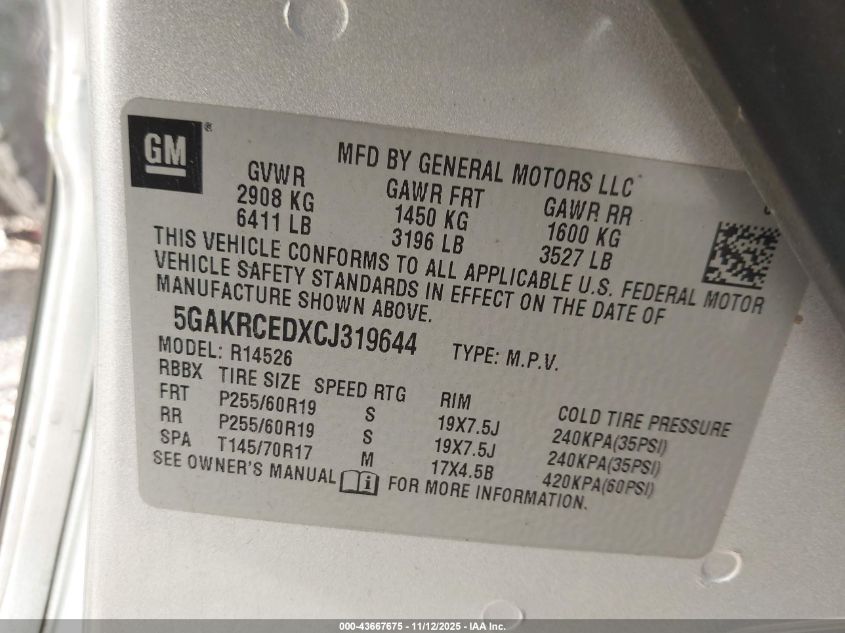 GM
MFD BY GENERAL MOTORS LLC
GVWR GAWR FRT GAWR RR
2908 KG 1450 KG 1600 KG
6411 LB 3196 LB 3527 LB
THIS VEHICLE CONFORMS TO ALL APPLICABLE U.S. FEDERAL MOTOR
VEHICLE SAFETY STANDARDS IN EFFECT ON THE DATE OF
MANUFACTURE SHOWN ABOVE.
5GAKRCEDXCJ319644 TYPE: M.P.V.
MODEL: R14526
RBBX TIRE SIZE SPEED RTG RIM COLD TIRE PRESSURE
FRT P255/60R19 S 19X7.5J 240KPA(35PSI)
RR P255/60R19 S 19X7.5J 240KPA(35PSI)
SPA T145/70R17 M 17X4.5B 420KPA(60PSI)
SEE OWNER'S MANUAL i FOR MORE INFORMATION.
000-43667675 - 11/12/2025 - IAA Inc.